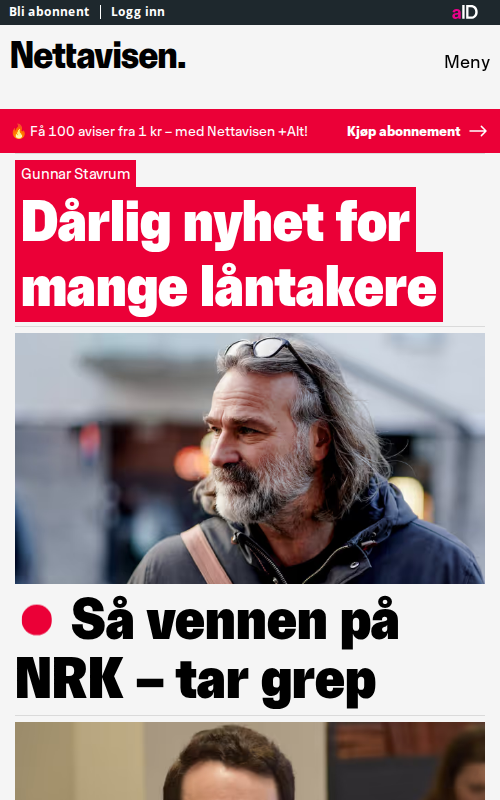 Bli abonnent | Logg inn
aID
Nettavisen.
Meny
🔥 Få 100 aviser fra 1 kr – med Nettavisen +Alt!
Kjøp abonnement →
Gunnar Stavrum
Dårlig nyhet for
mange låntakere
Så vennen på
NRK – tar grep